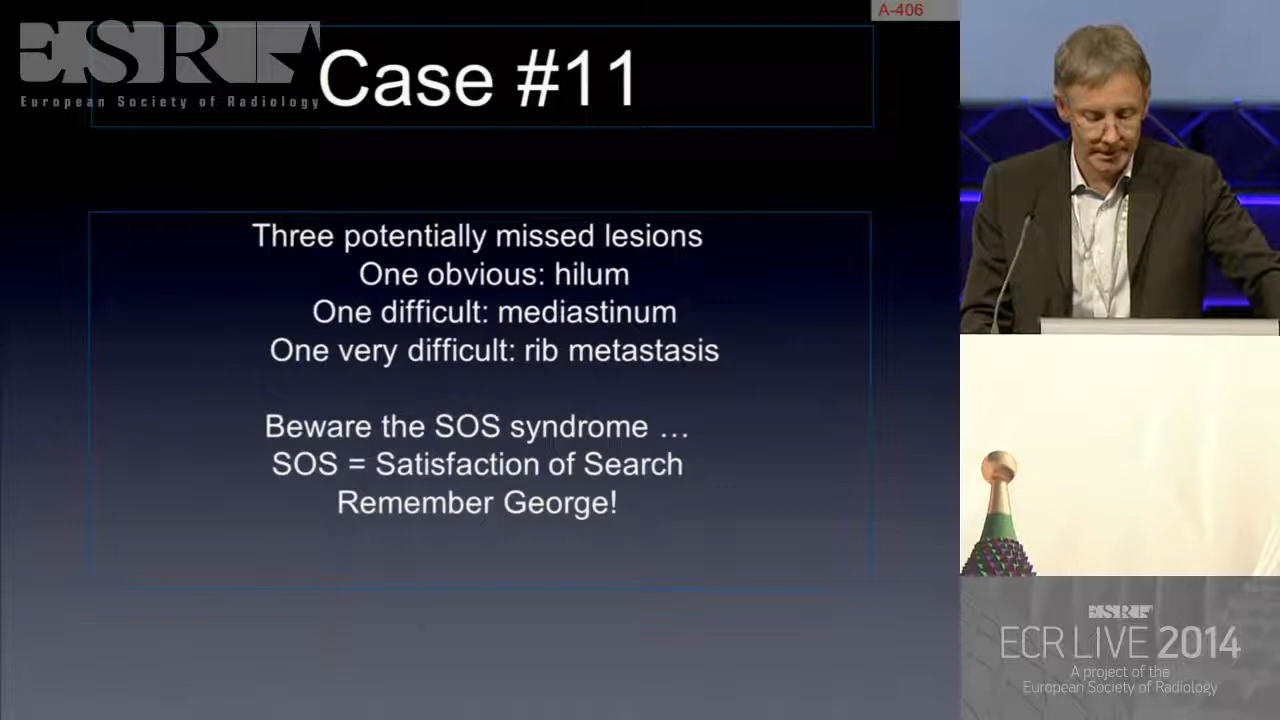 A-406
ESR
European Society of Radiology
Case #11
Three potentially missed lesions
One obvious: hilum
One difficult: mediastinum
One very difficult: rib metastasis
Beware the SOS syndrome …
SOS = Satisfaction of Search
Remember George!
ESR
ECR LIVE 2014
A project of the
European Society of Radiology